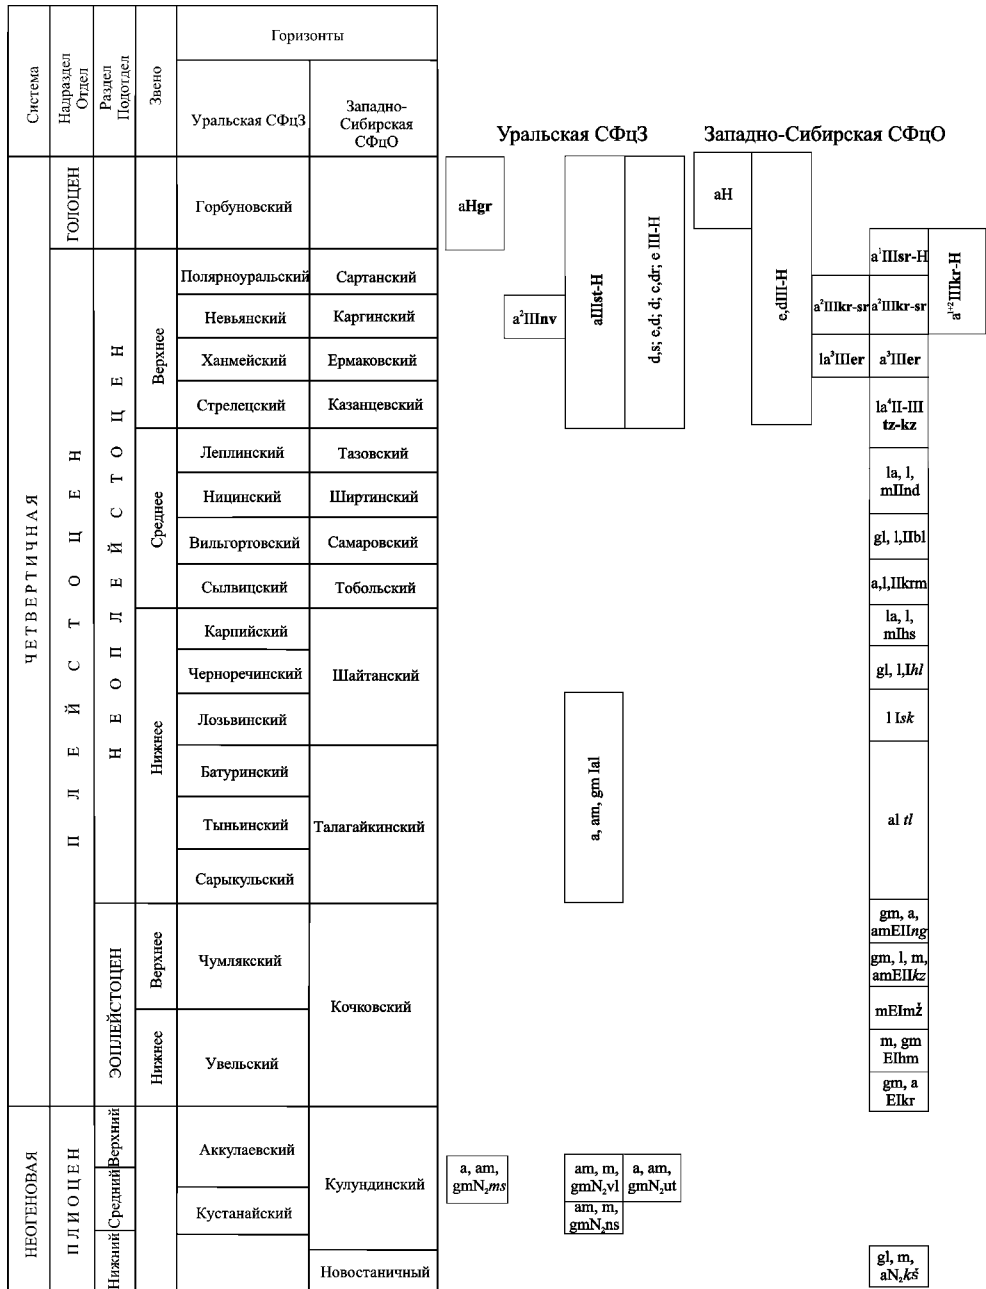 Система
Надраздел
Отдел
Раздел
Подотдел
Звено
Горизонты
Уральская СФцЗ
Западно-
Сибирская
СФцО
Уральская СФцЗ
Западно-Сибирская СФцО
ЧЕТВЕРТИЧНАЯ
НЕОГЕНОВАЯ
ГОЛОЦЕН
ПЛЕЙСТОЦЕН
ПЛИОЦЕН
НЕОПЛЕЙСТОЦЕН
ЭОПЛЕЙСТОЦЕН
Верхний
Средний
Нижний
Верхнее
Среднее
Нижнее
Верхнее
Нижнее
Горбуновский
Полярноуральский
Невьянский
Ханмейский
Стрелецский
Леплинский
Ницинский
Вильгортовский
Сылвицский
Карпийский
Черноречинский
Лозьвинский
Батуринский
Тыньинский
Сарыкульский
Чумлякский
Увельский
Аккулаевский
Кустанайский
Сартанский
Каргинский
Ермаковский
Казанцевский
Тазовский
Ширтинский
Самаровский
Тобольский
Шайтанский
Талагайкинский
Кочковский
Кулундинский
Новостаничный
aHgr
a²IIInv
aIIIst-H
d,s; e,d; d; c,dr; e III-H
a, am, gm Ial
a, am,
gmN₂ms
am, m,
gmN₂vl
a, am,
gmN₂ut
am, m,
gmN₂ns
aH
e,dIII-H
a¹IIIsr-H
a¹⁺²IIIkr-H
a²IIIkr-sr
a²IIIkr-sr
la³IIIer
a³IIIer
la⁴II-III
tz-kz
la, l,
mIInd
gl, l,IIbl
a,l,IIkrm
la, l,
mIhs
gl, l,Ihl
l Isk
al tl
gm, a,
amEIIng
gm, l, m,
amEIIkz
mEImž
m, gm
EIhm
gm, a
EIkr
gl, m,
aN₂kš